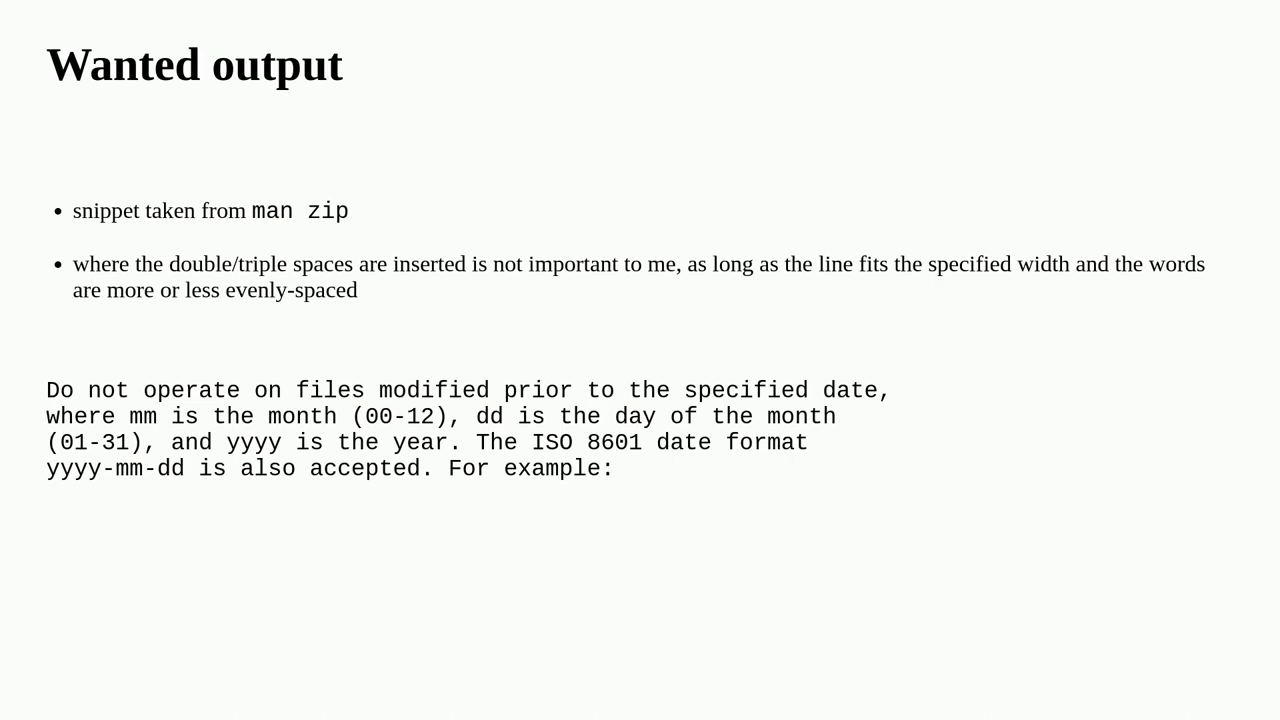 Wanted output
• snippet taken from man zip
• where the double/triple spaces are inserted is not important to me, as long as the line fits the specified width and the words
are more or less evenly-spaced
Do not operate on files modified prior to the specified date,
where mm is the month (00-12), dd is the day of the month
(01-31), and yyyy is the year. The ISO 8601 date format
yyyy-mm-dd is also accepted. For example: